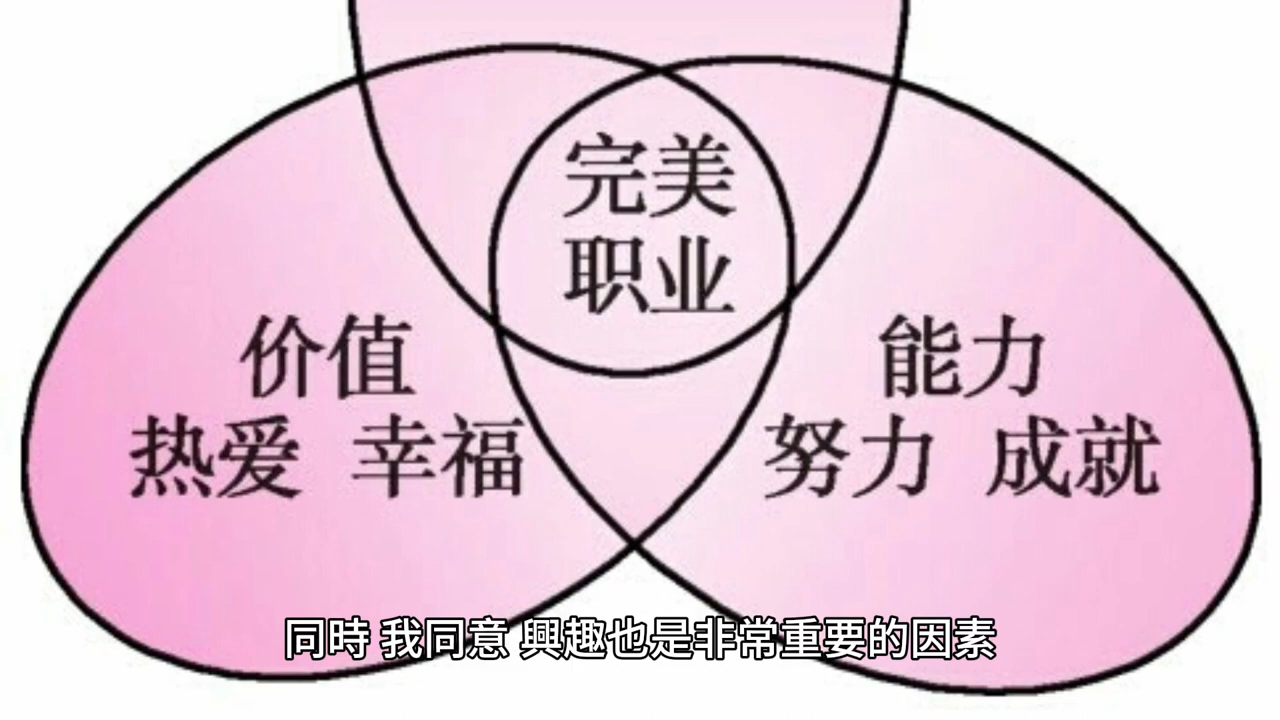 完美
职业
价值
热爱 幸福
能力
努力 成就
同時 我同意 興趣也是非常重要的因素